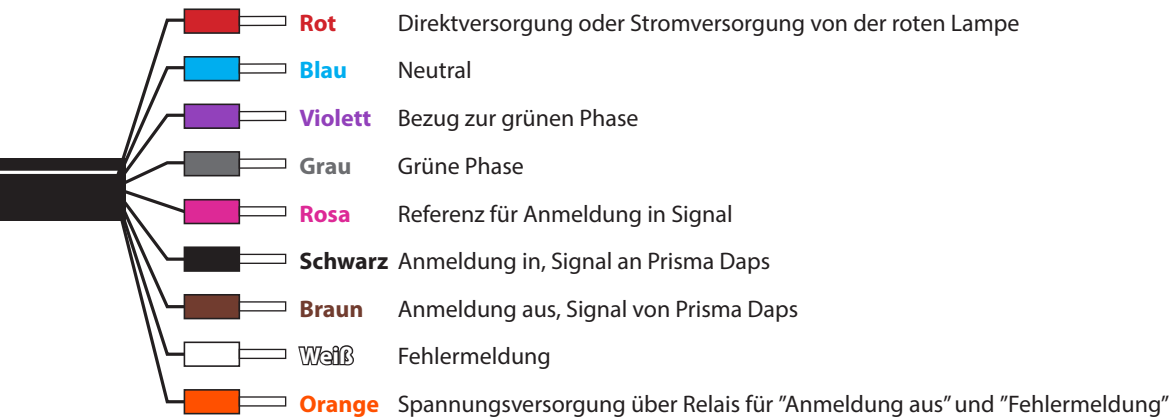 Rot Direktversorgung oder Stromversorgung von der roten Lampe
Blau Neutral
Violett Bezug zur grünen Phase
Grau Grüne Phase
Rosa Referenz für Anmeldung in Signal
Schwarz Anmeldung in, Signal an Prisma Daps
Braun Anmeldung aus, Signal von Prisma Daps
Weiß Fehlermeldung
Orange Spannungsversorgung über Relais für ”Anmeldung aus” und ”Fehlermeldung”